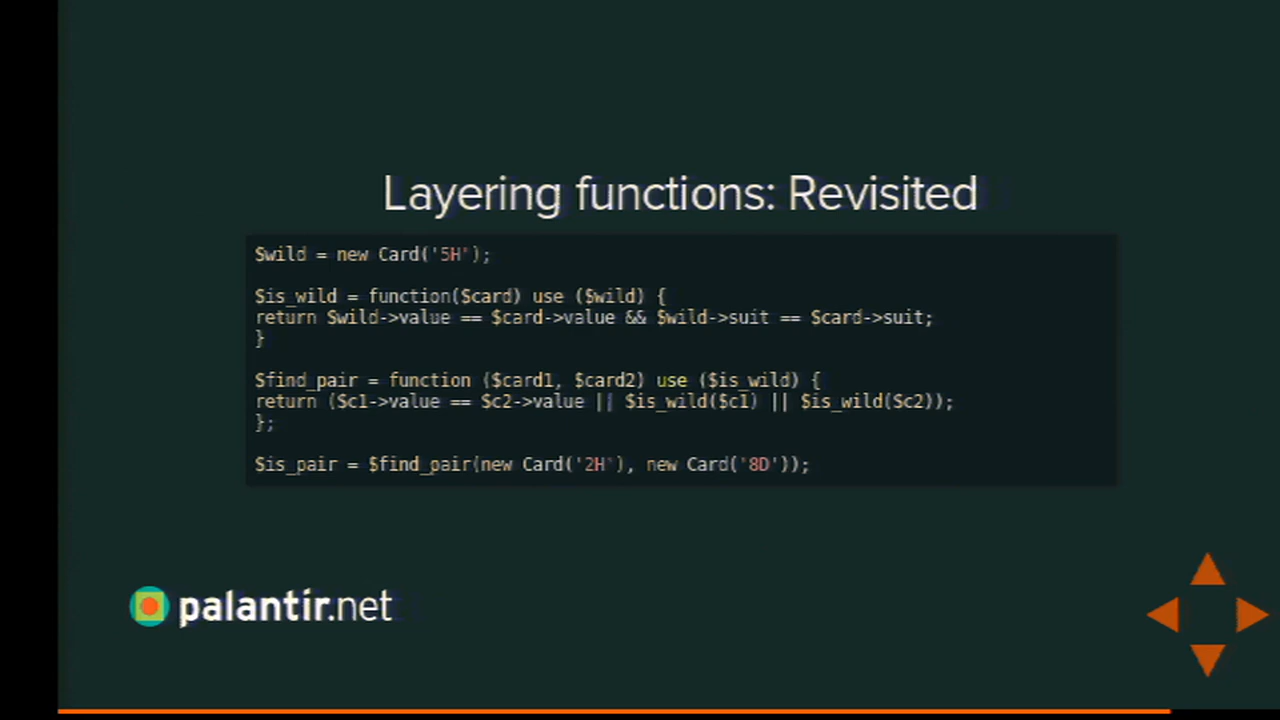 Layering functions: Revisited
$wild = new Card('5H');
$is_wild = function($card) use ($wild) {
return $wild->value == $card->value && $wild->suit == $card->suit;
}
$find_pair = function ($card1, $card2) use ($is_wild) {
return ($c1->value == $c2->value || $is_wild($c1) || $is_wild($c2));
};
$is_pair = $find_pair(new Card('2H'), new Card('8D'));
palantir.net